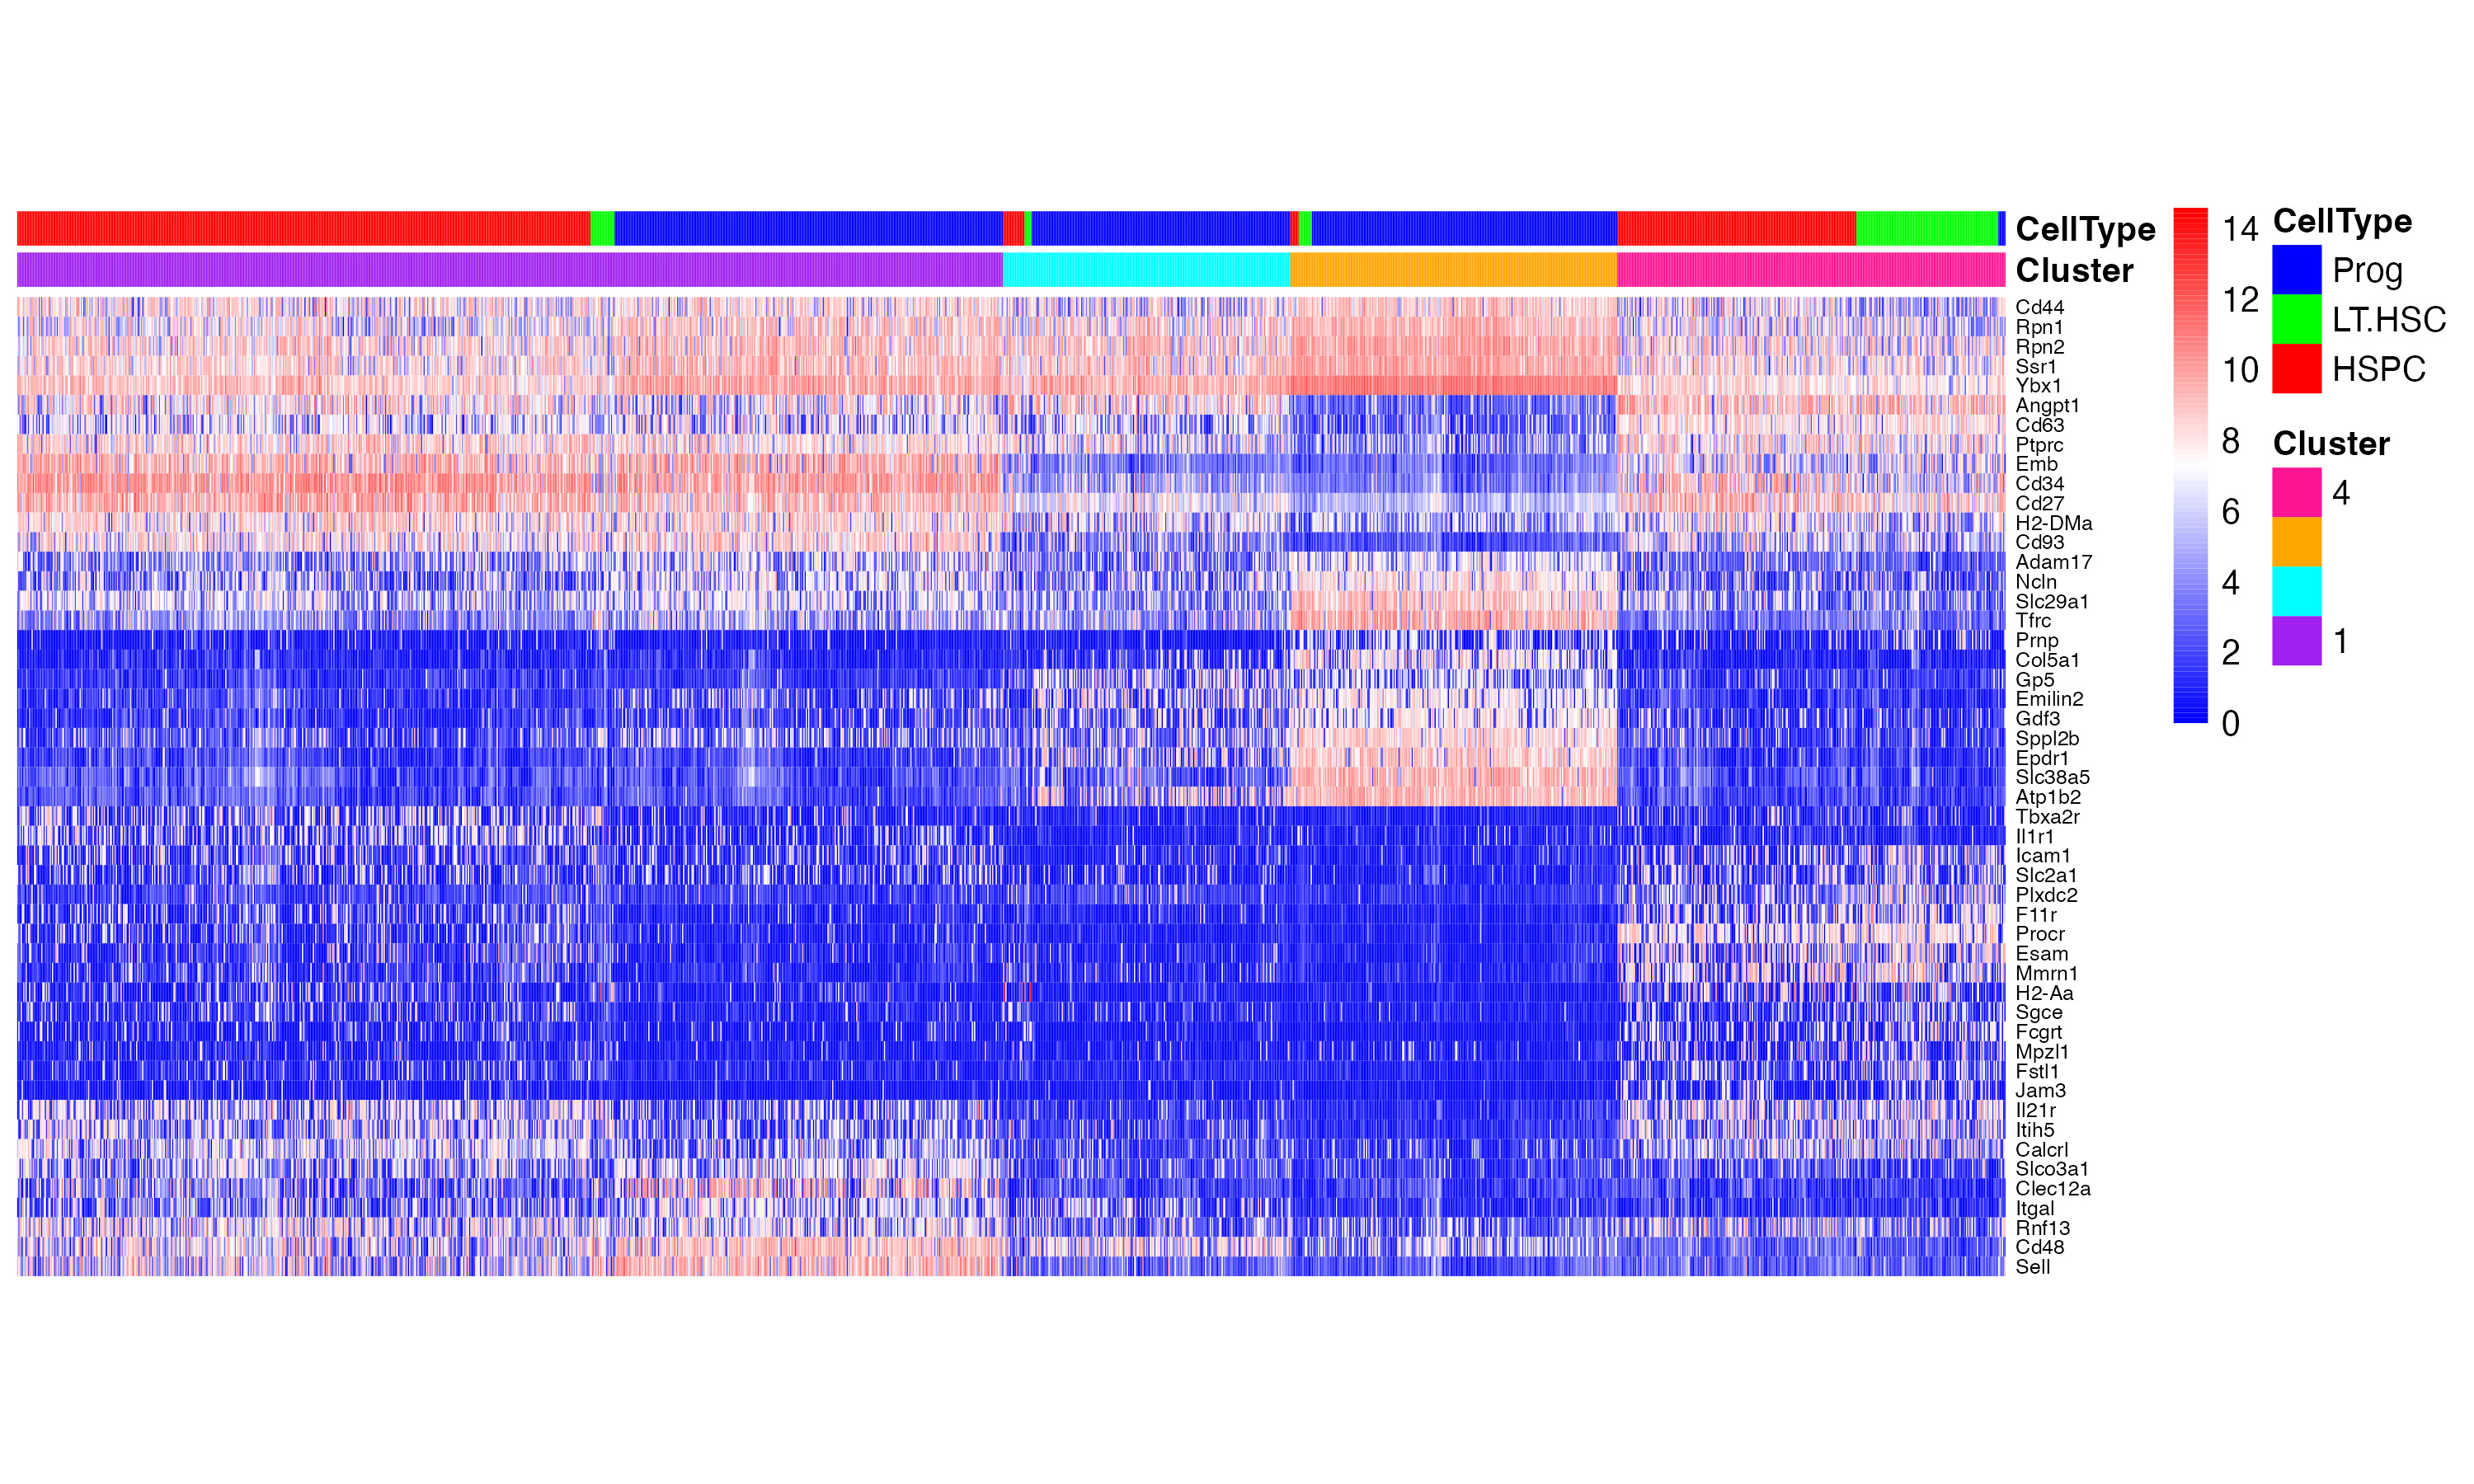 CellType
Cluster
Cd44
Rpn1
Rpn2
Ssr1
Ybx1
Angpt1
Cd63
Ptprc
Emb
Cd34
Cd27
H2-DMa
Cd93
Adam17
Ncln
Slc29a1
Tfrc
Prnp
Col5a1
Gp5
Emilin2
Gdf3
Sppl2b
Epdr1
Slc38a5
Atp1b2
Tbxa2r
Il1r1
Icam1
Slc2a1
Plxdc2
F11r
Procr
Esam
Mmrn1
H2-Aa
Sgce
Fcgrt
Mpzl1
Fstl1
Jam3
Il21r
Itih5
Calcrl
Slco3a1
Clec12a
Itgal
Rnf13
Cd48
Sell
14
12
10
8
6
4
2
0
CellType
Prog
LT.HSC
HSPC
Cluster
4
1